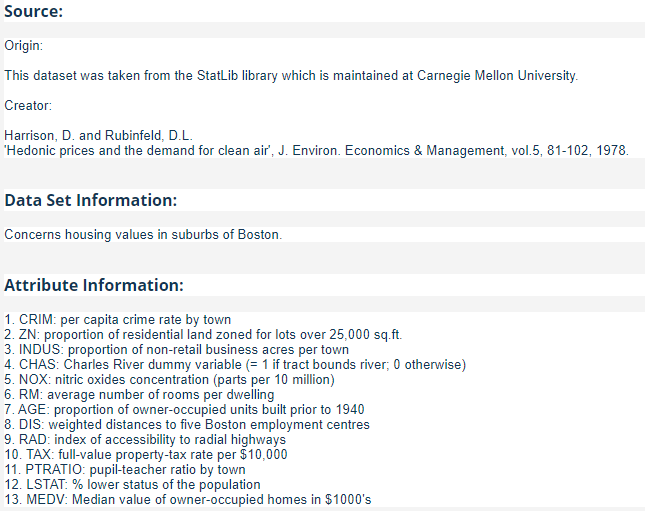 Source:
Origin:
This dataset was taken from the StatLib library which is maintained at Carnegie Mellon University.
Creator:
Harrison, D. and Rubinfeld, D.L.
'Hedonic prices and the demand for clean air', J. Environ. Economics & Management, vol.5, 81-102, 1978.
Data Set Information:
Concerns housing values in suburbs of Boston.
Attribute Information:
1. CRIM: per capita crime rate by town
2. ZN: proportion of residential land zoned for lots over 25,000 sq.ft.
3. INDUS: proportion of non-retail business acres per town
4. CHAS: Charles River dummy variable (= 1 if tract bounds river; 0 otherwise)
5. NOX: nitric oxides concentration (parts per 10 million)
6. RM: average number of rooms per dwelling
7. AGE: proportion of owner-occupied units built prior to 1940
8. DIS: weighted distances to five Boston employment centres
9. RAD: index of accessibility to radial highways
10. TAX: full-value property-tax rate per $10,000
11. PTRATIO: pupil-teacher ratio by town
12. LSTAT: % lower status of the population
13. MEDV: Median value of owner-occupied homes in $1000's